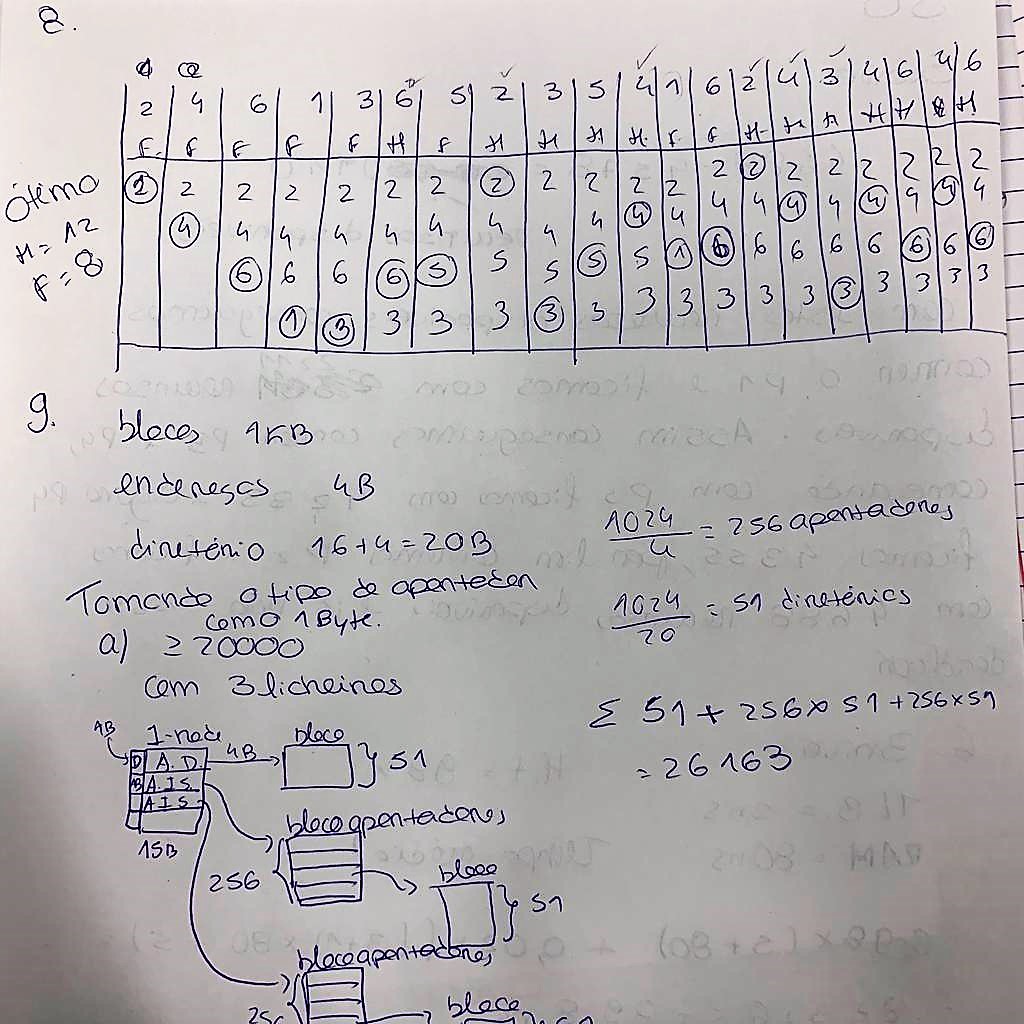 8.
2 4 6 1 3 6 5 2 3 5 4 1 6 2 4 3 4 6 4 6
F F F F F H F H H H H F F H H H H H H
Ótimo 2 2 2 2 2 2 2 2 2 2 2 2 2 2 2 2 2 2 2 2
H = 12 4 4 4 4 4 4 4 4 4 4 4 4 4 4 4 4 4 4 4
F = 8 6 6 6 6 5 5 5 5 5 1 6 6 6 6 6 6 6 6
1 3 3 3 3 3 3 3 3 3 3 3 3 3 3 3 3
9.
blocos 1KB
endereços 4B
diretório 16+4=20B
1024/4 = 256 apontadores
Tomando o tipo de apontador
como 1 Byte.
1024/20 = 51 diretórios
a) ≥ 20000
com 3 ficheiros
Σ 51 + 256 × 51 + 256 × 51
= 26 163
1B I-node bloco
D A.D. 4B } 51
A.I.S.
A I S
15B
bloco apontadores
256 {
bloco
} 51
bloco apontadores
256 {
bloco